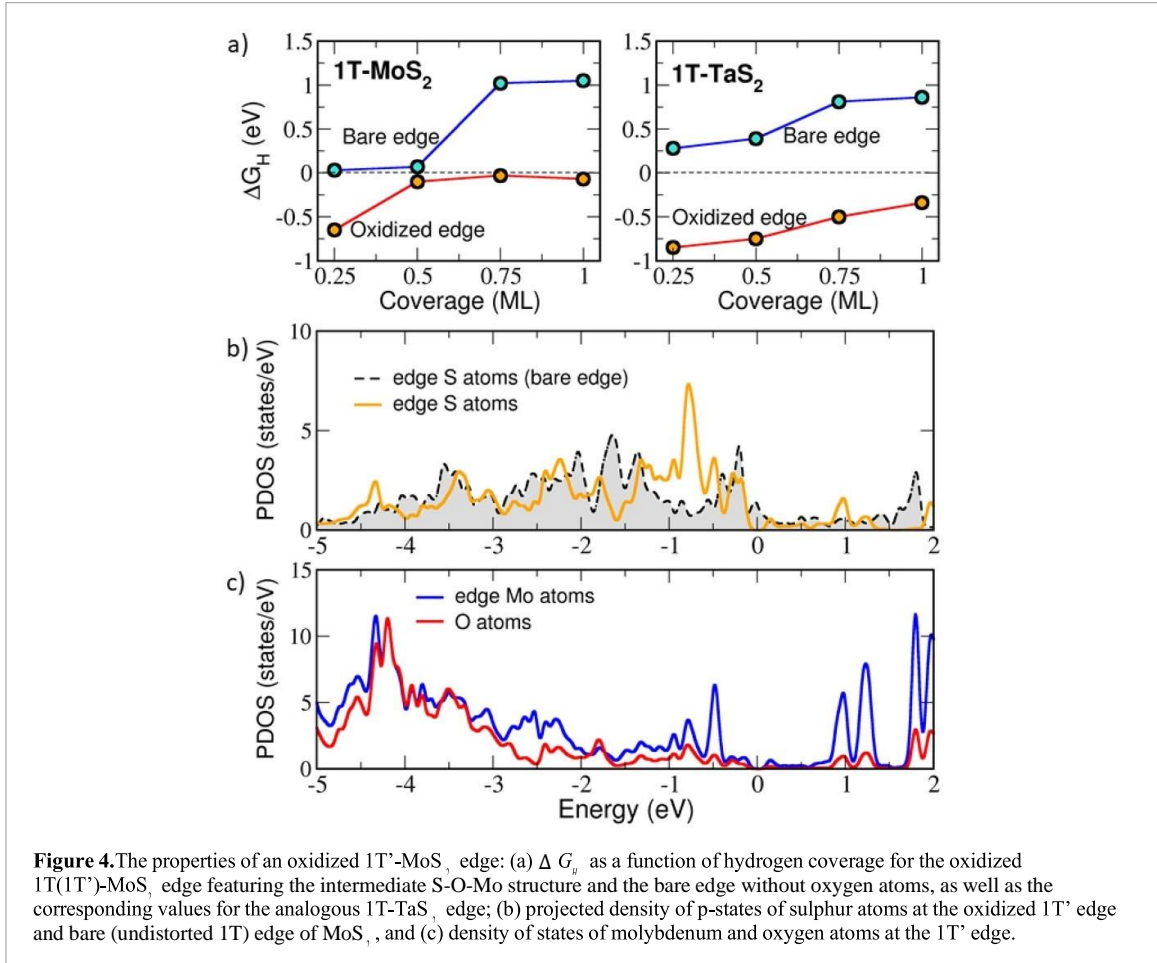 a)
1.5
1
0.5
0
-0.5
-1
ΔG_H (eV)
1T-MoS₂
Bare edge
Oxidized edge
0.25 0.5 0.75 1
Coverage (ML)
1T-TaS₂
Bare edge
Oxidized edge
1.5
1
0.5
0
-0.5
-1
0.25 0.5 0.75 1
Coverage (ML)
b)
10
5
0
PDOS (states/eV)
edge S atoms (bare edge)
edge S atoms
-5 -4 -3 -2 -1 0 1 2
c)
15
10
5
0
PDOS (states/eV)
edge Mo atoms
O atoms
-5 -4 -3 -2 -1 0 1 2
Energy (eV)
Figure 4.The properties of an oxidized 1T'-MoS₂ edge: (a) Δ G_H as a function of hydrogen coverage for the oxidized
1T(1T')-MoS₂ edge featuring the intermediate S-O-Mo structure and the bare edge without oxygen atoms, as well as the
corresponding values for the analogous 1T-TaS₂ edge; (b) projected density of p-states of sulphur atoms at the oxidized 1T' edge
and bare (undistorted 1T) edge of MoS₂, and (c) density of states of molybdenum and oxygen atoms at the 1T' edge.